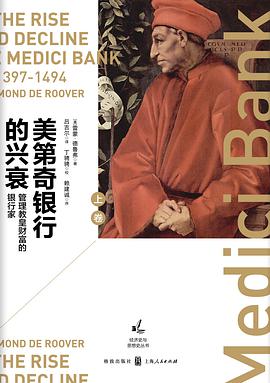 THE RISE
D DECLINE
E MEDICI BANK
397-1494
MOND DE ROOVER
COSMO MED
ICI P
Medici Bank
美第奇银行
的兴衰
管理教皇财富的
银行家
上卷
[美]雷蒙·德鲁弗 著
吕吉尔 译 丁骋骋 校 赖建诚 序
经济史与
思想史丛书
格致出版社 上海人民出版社
MOND DE ROOVER
THE RISE
D DECLINE